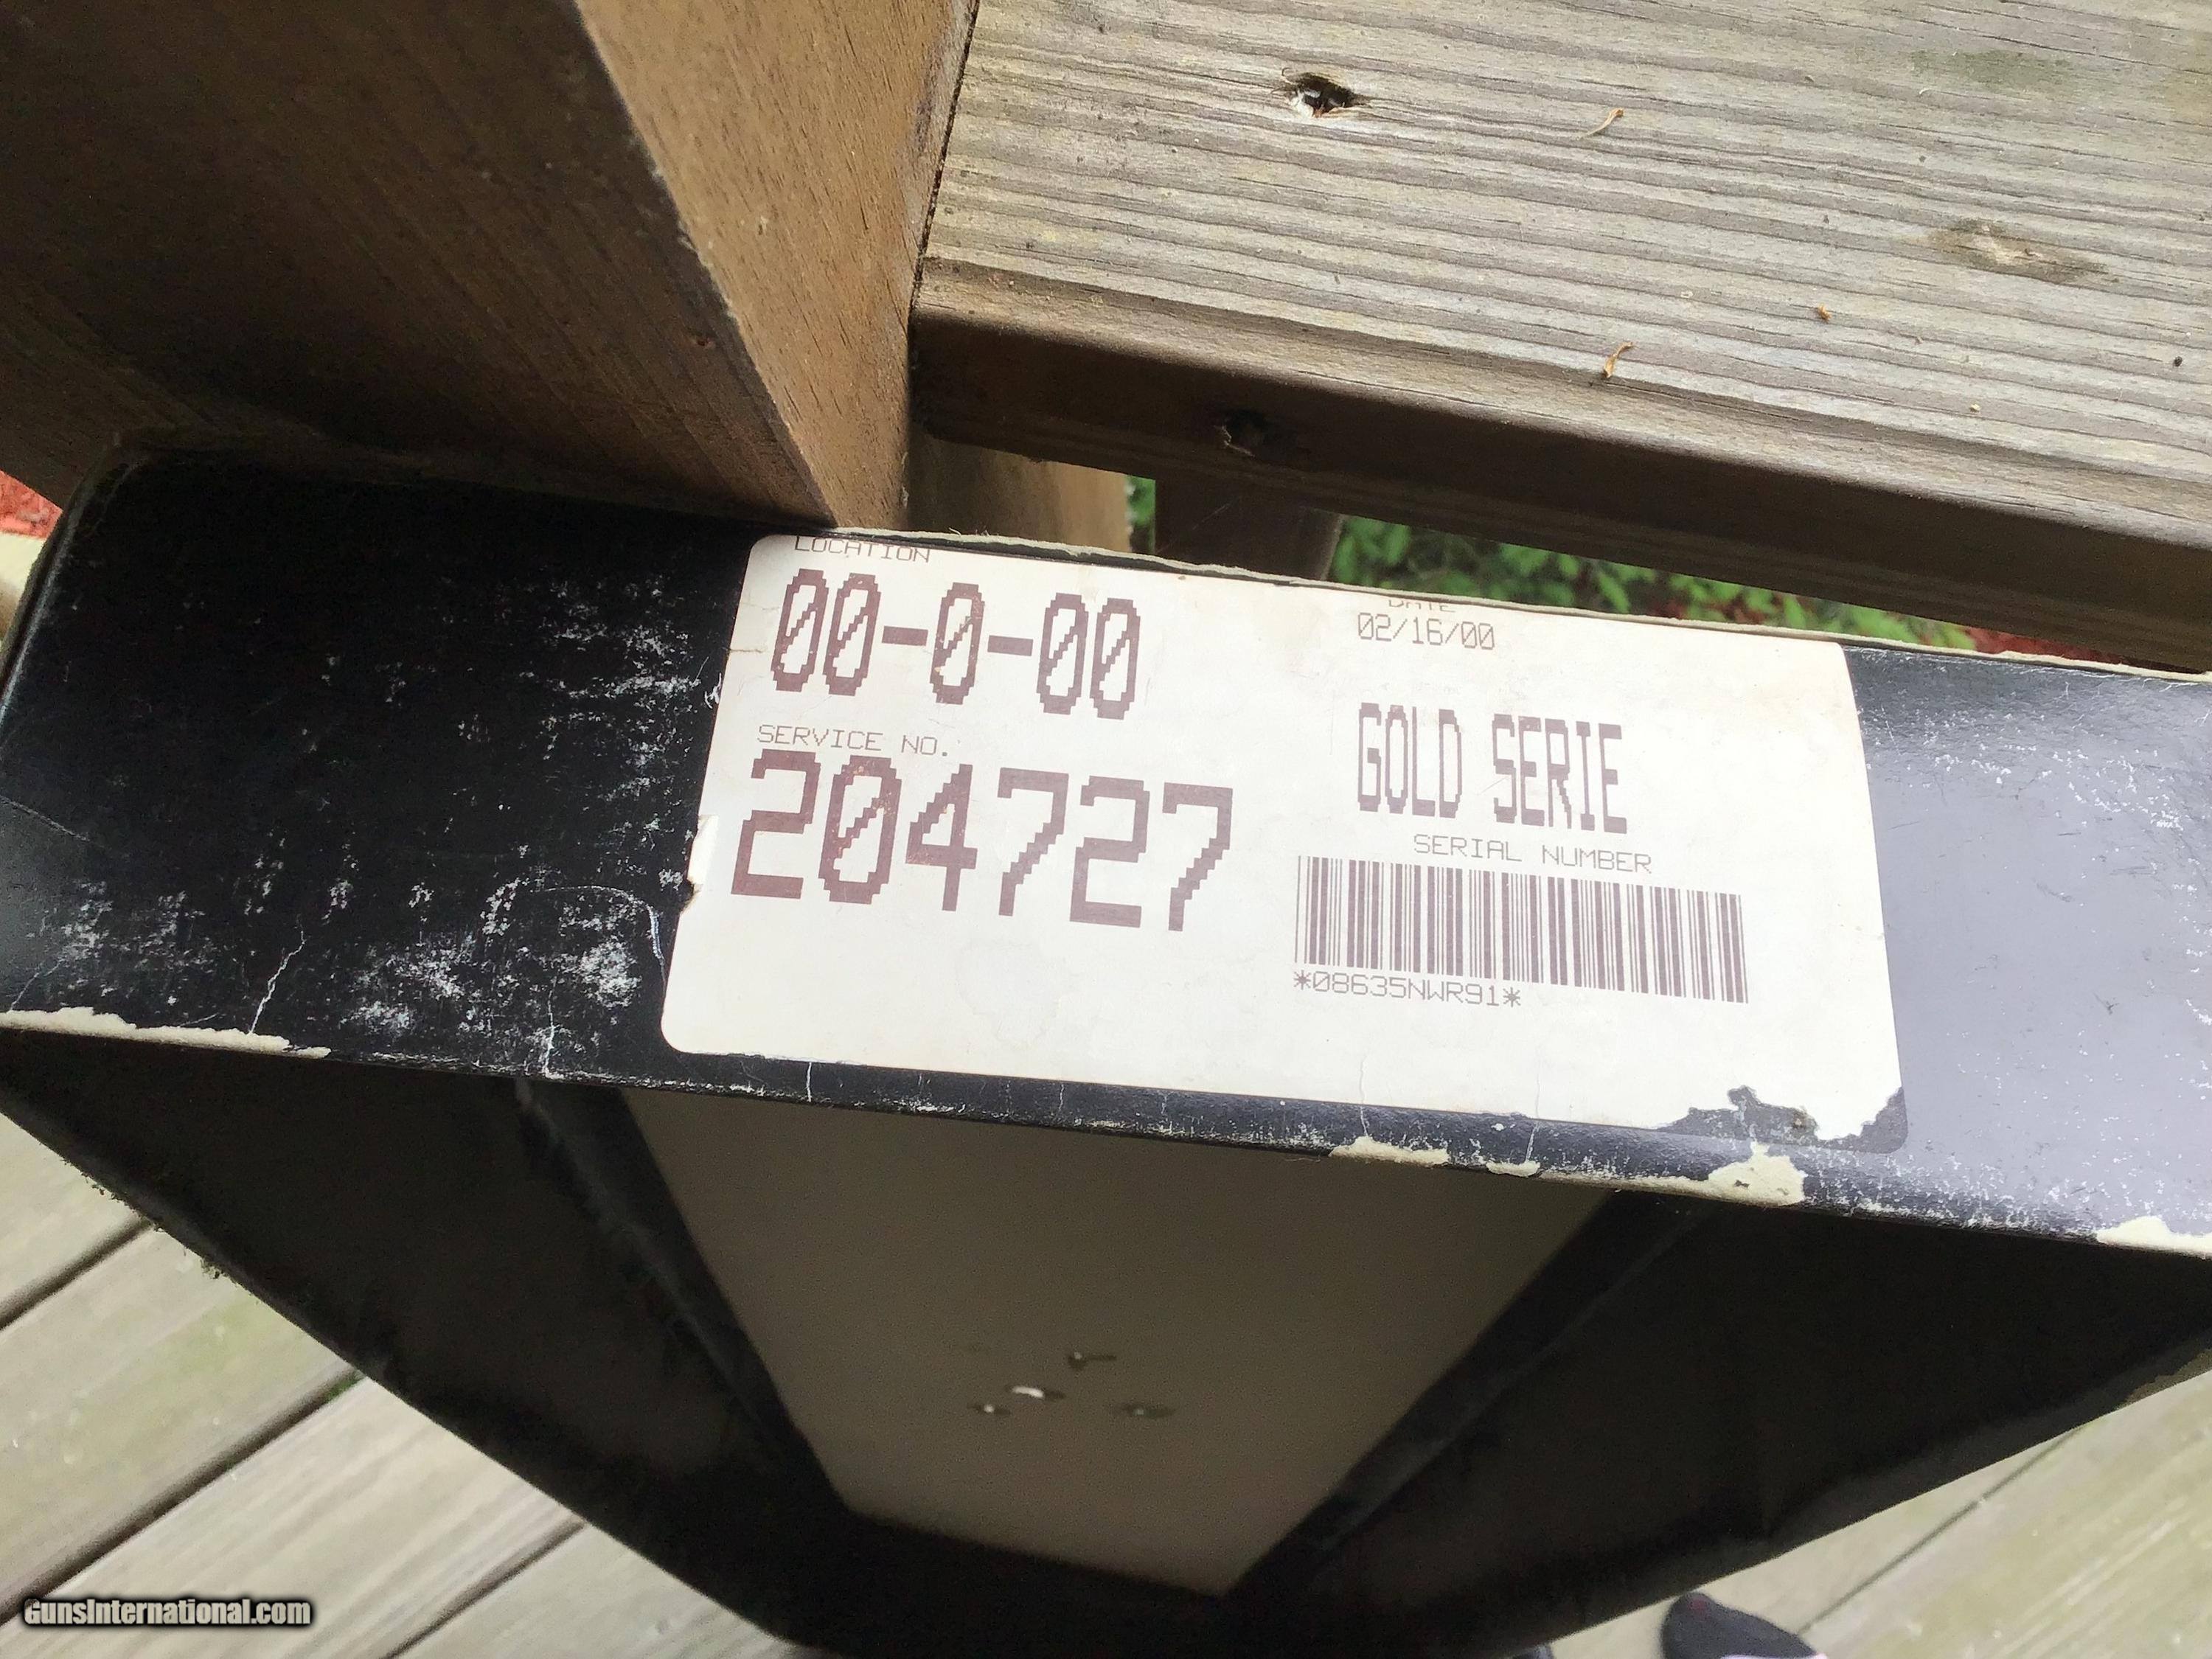 LOCATION
00-0-00
SERVICE NO.
204727
DATE
02/16/00
GOLD SERIE
SERIAL NUMBER
*08635NWR91*
GunsInternational.com